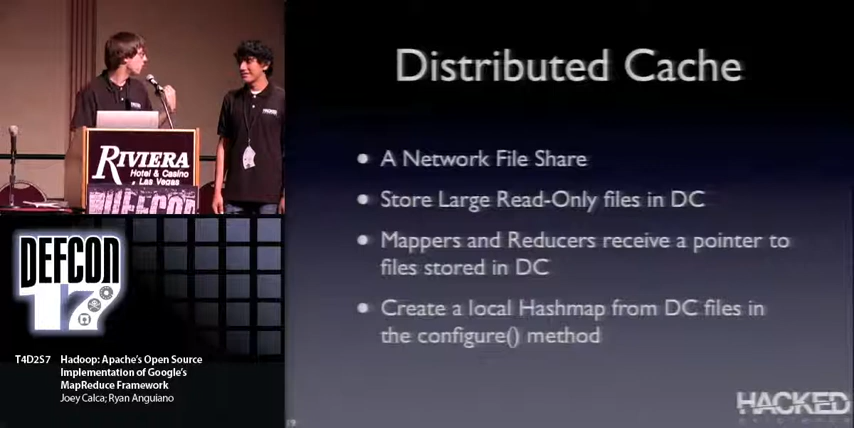 Distributed Cache
A Network File Share
Store Large Read-Only files in DC
Mappers and Reducers receive a pointer to
files stored in DC
Create a local Hashmap from DC files in
the configure() method
HACKED
19
RIVIERA
Hotel & Casino
Las Vegas
DEFCON
17
T4D2S7
Hadoop: Apache's Open Source
Implementation of Google's
MapReduce Framework
Joey Calca; Ryan Anguiano